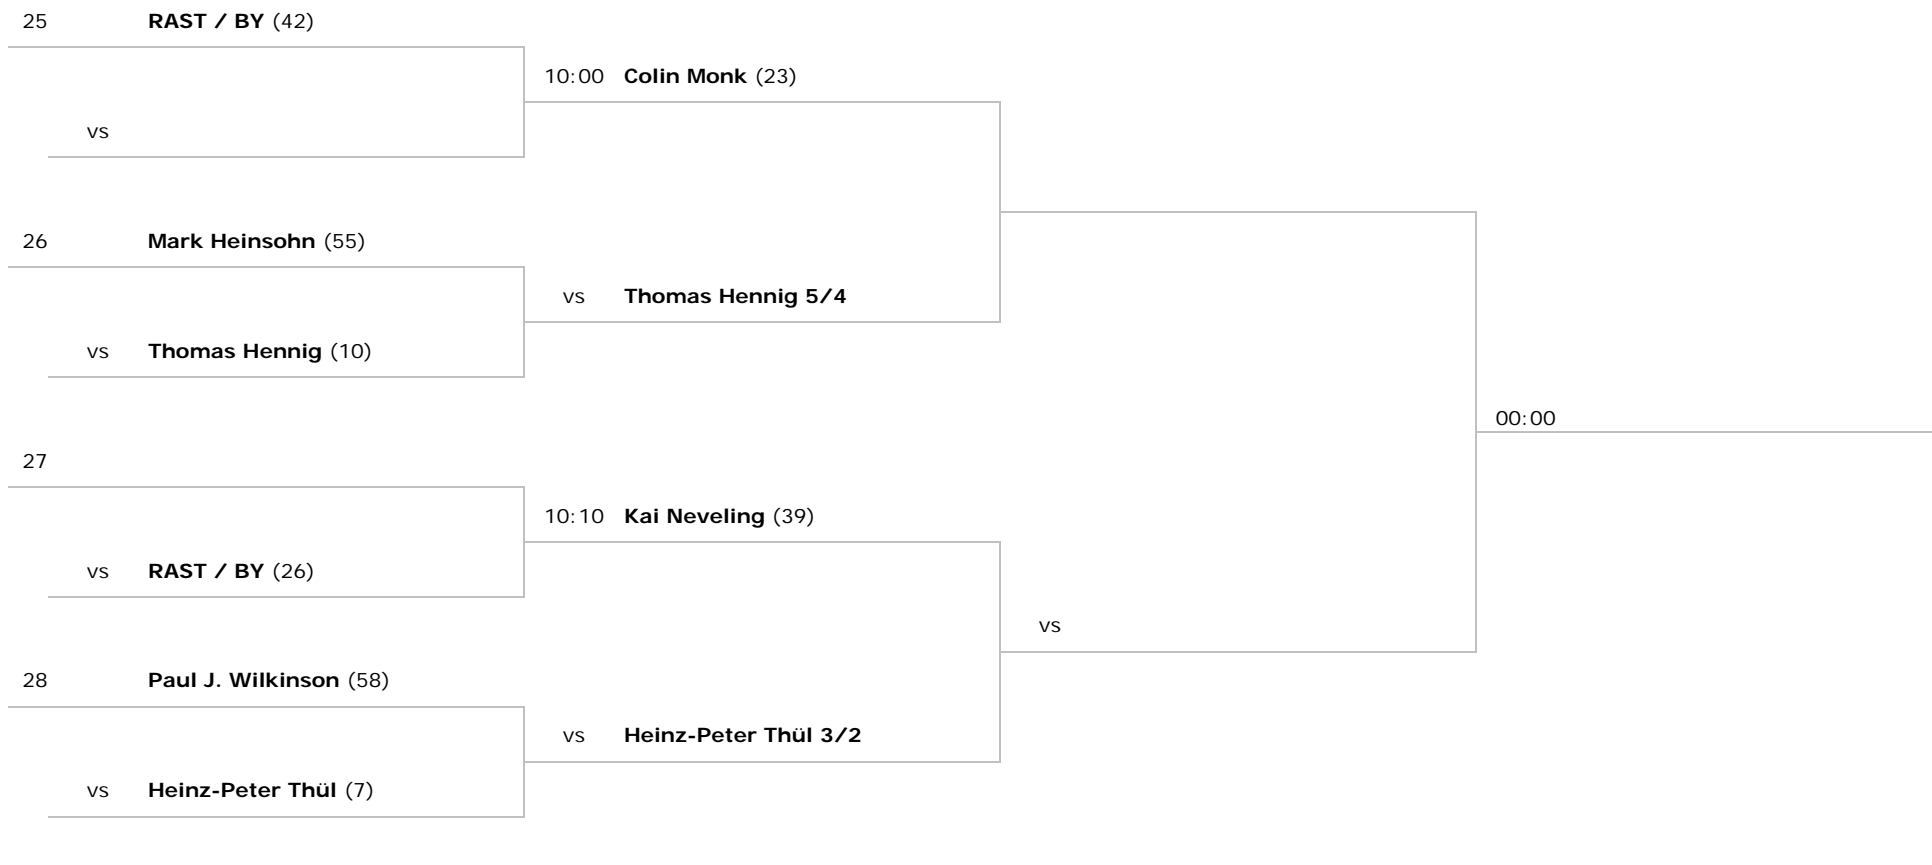 25 RAST / BY (42)
10:00 Colin Monk (23)
vs
26 Mark Heinsohn (55)
vs Thomas Hennig 5/4
vs Thomas Hennig (10)
00:00
27
10:10 Kai Neveling (39)
vs RAST / BY (26)
vs
28 Paul J. Wilkinson (58)
vs Heinz-Peter Thül 3/2
vs Heinz-Peter Thül (7)